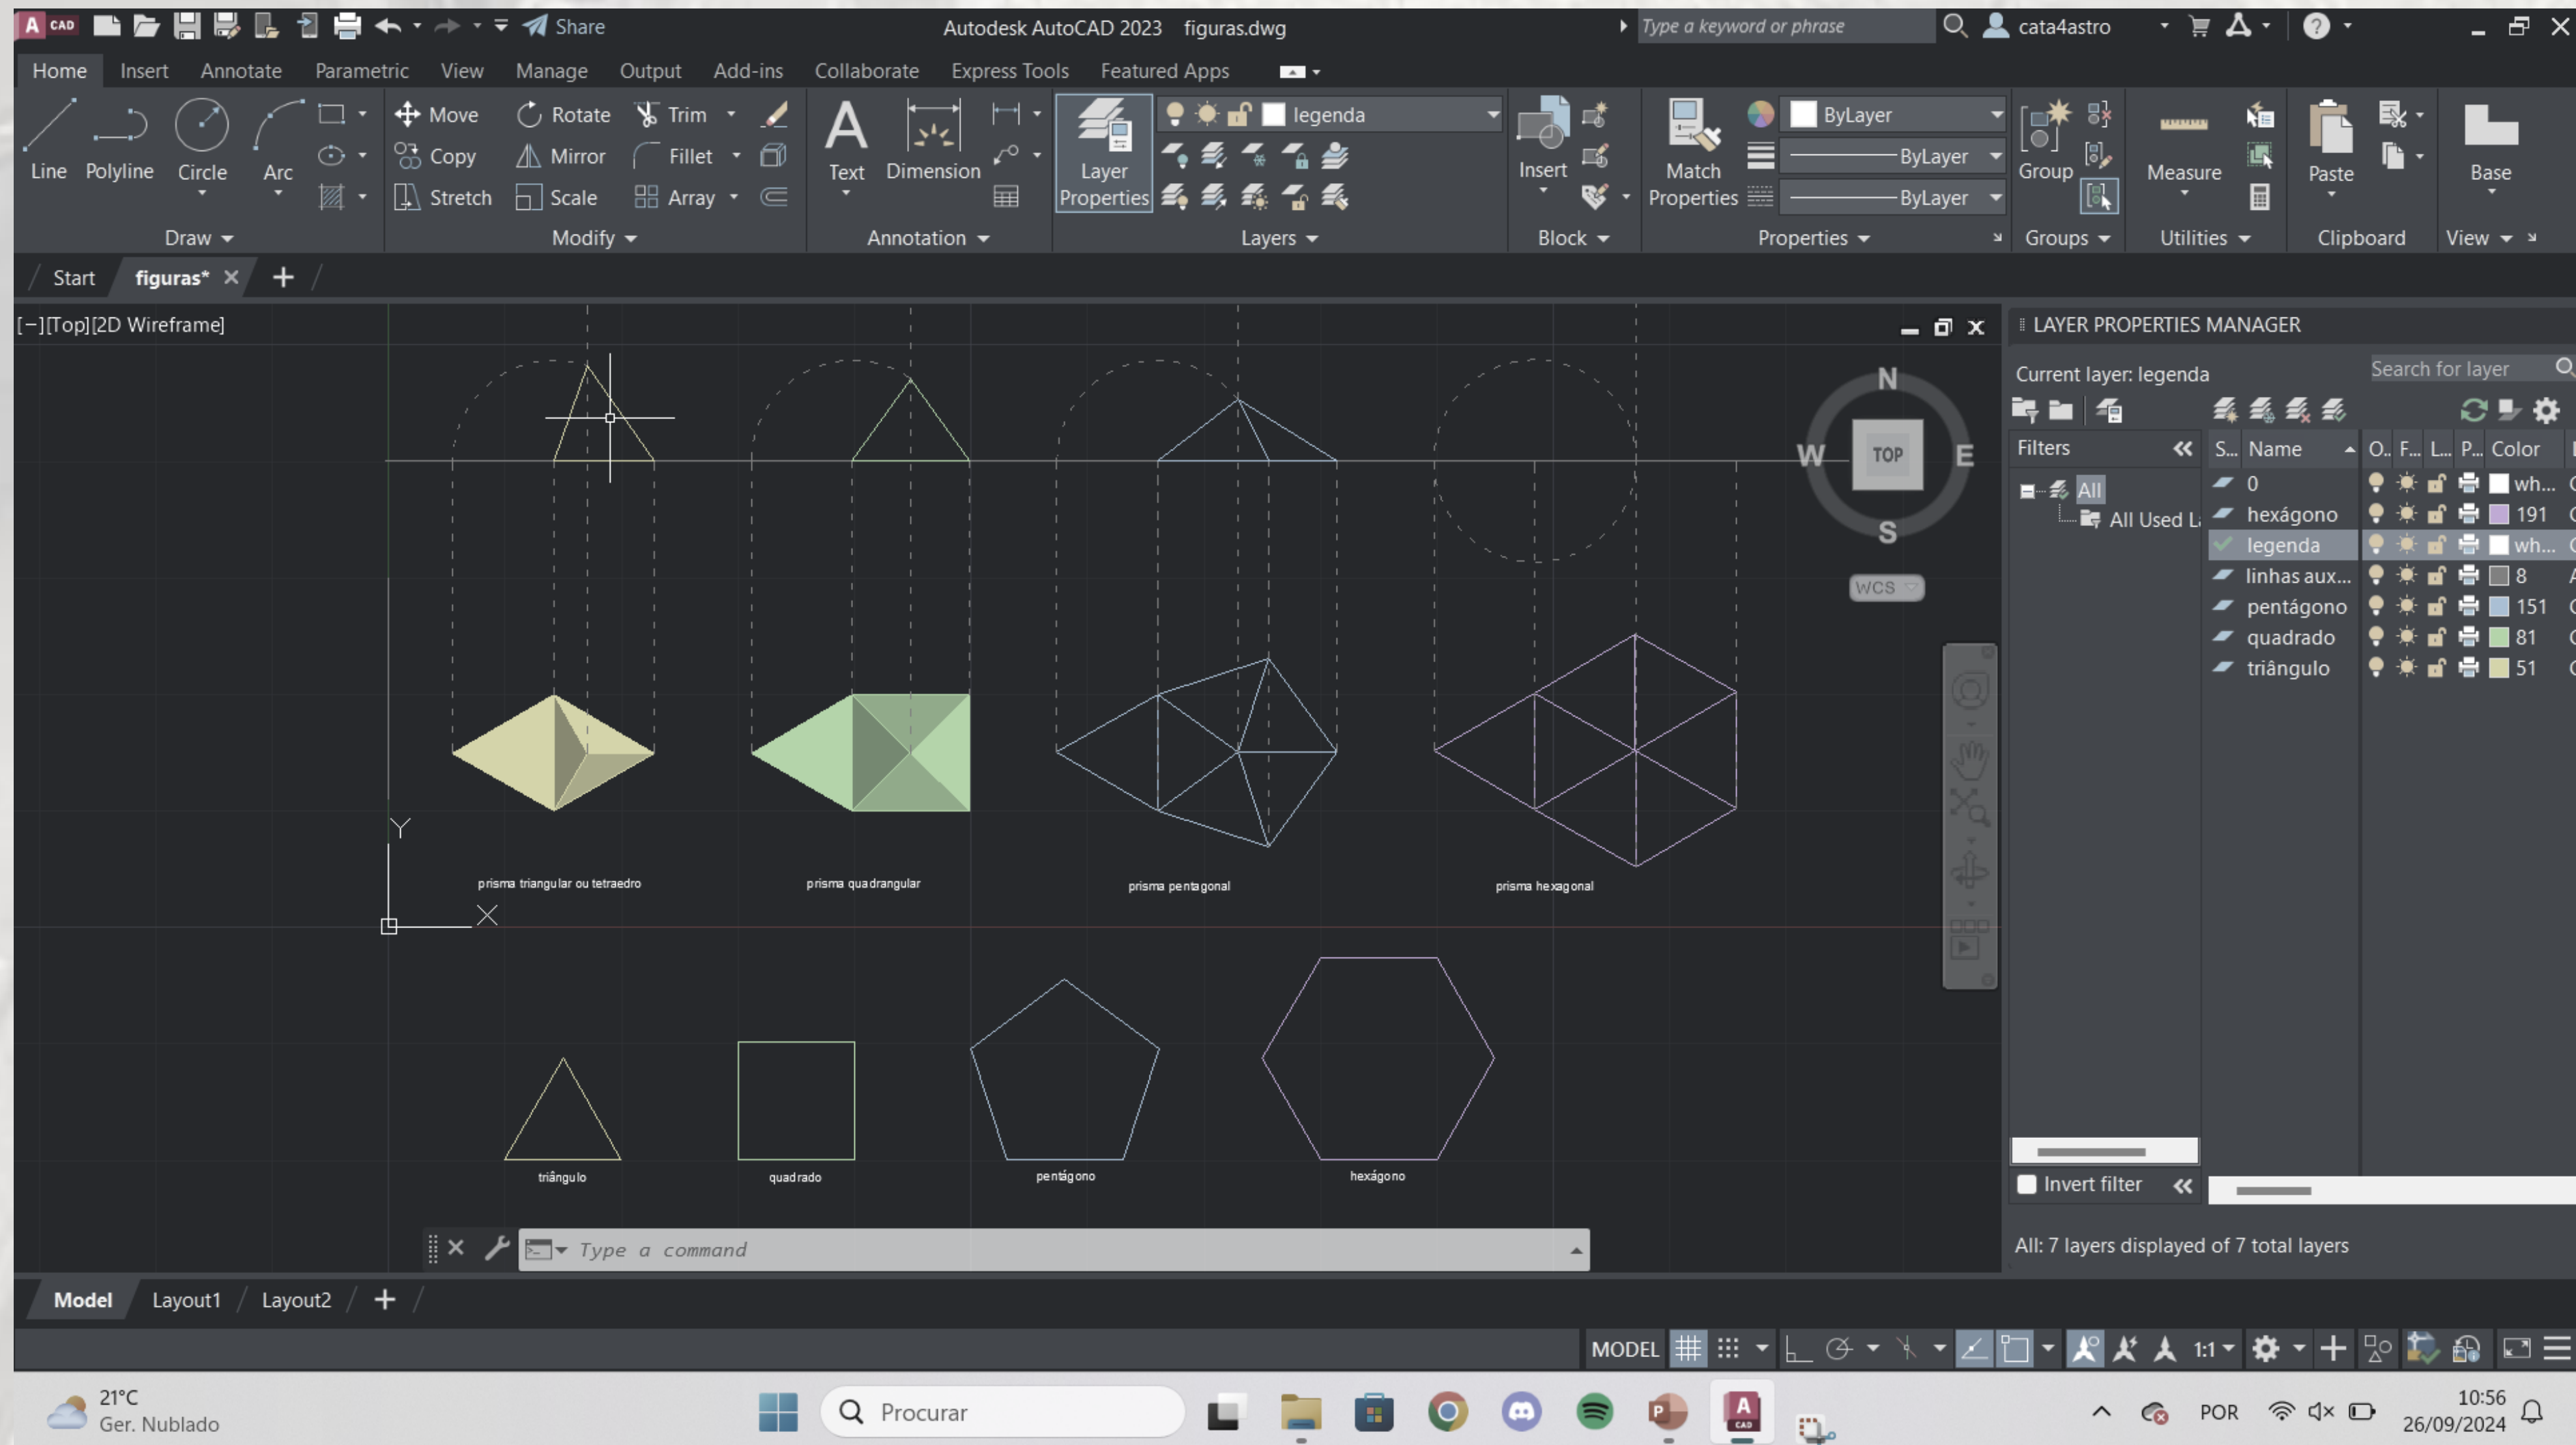 A CAD
Share
Autodesk AutoCAD 2023 figuras.dwg
Type a keyword or phrase
cata4astro
Home Insert Annotate Parametric View Manage Output Add-ins Collaborate Express Tools Featured Apps
Line Polyline Circle Arc
Move Rotate Trim
Copy Mirror Fillet
Stretch Scale Array
Text Dimension
Layer Properties
legenda
Insert
Match Properties
ByLayer
ByLayer
ByLayer
Group
Measure
Paste
Base
Draw Modify Annotation Layers Block Properties Groups Utilities Clipboard View
Start figuras*
[−][Top][2D Wireframe]
N
W TOP E
S
WCS
LAYER PROPERTIES MANAGER
Current layer: legenda
Search for layer
Filters
All
All Used L
S... Name O.. F... L... P... Color
0 wh...
hexágono 191
legenda wh...
linhas aux... 8
pentágono 151
quadrado 81
triângulo 51
Y
X
prisma triangular ou tetraedro
prisma quadrangular
prisma pentagonal
prisma hexagonal
triângulo
quadrado
pentágono
hexágono
Invert filter
All: 7 layers displayed of 7 total layers
Type a command
Model Layout1 Layout2
MODEL
1:1
21°C
Ger. Nublado
Procurar
P
A CAD
POR
10:56
26/09/2024